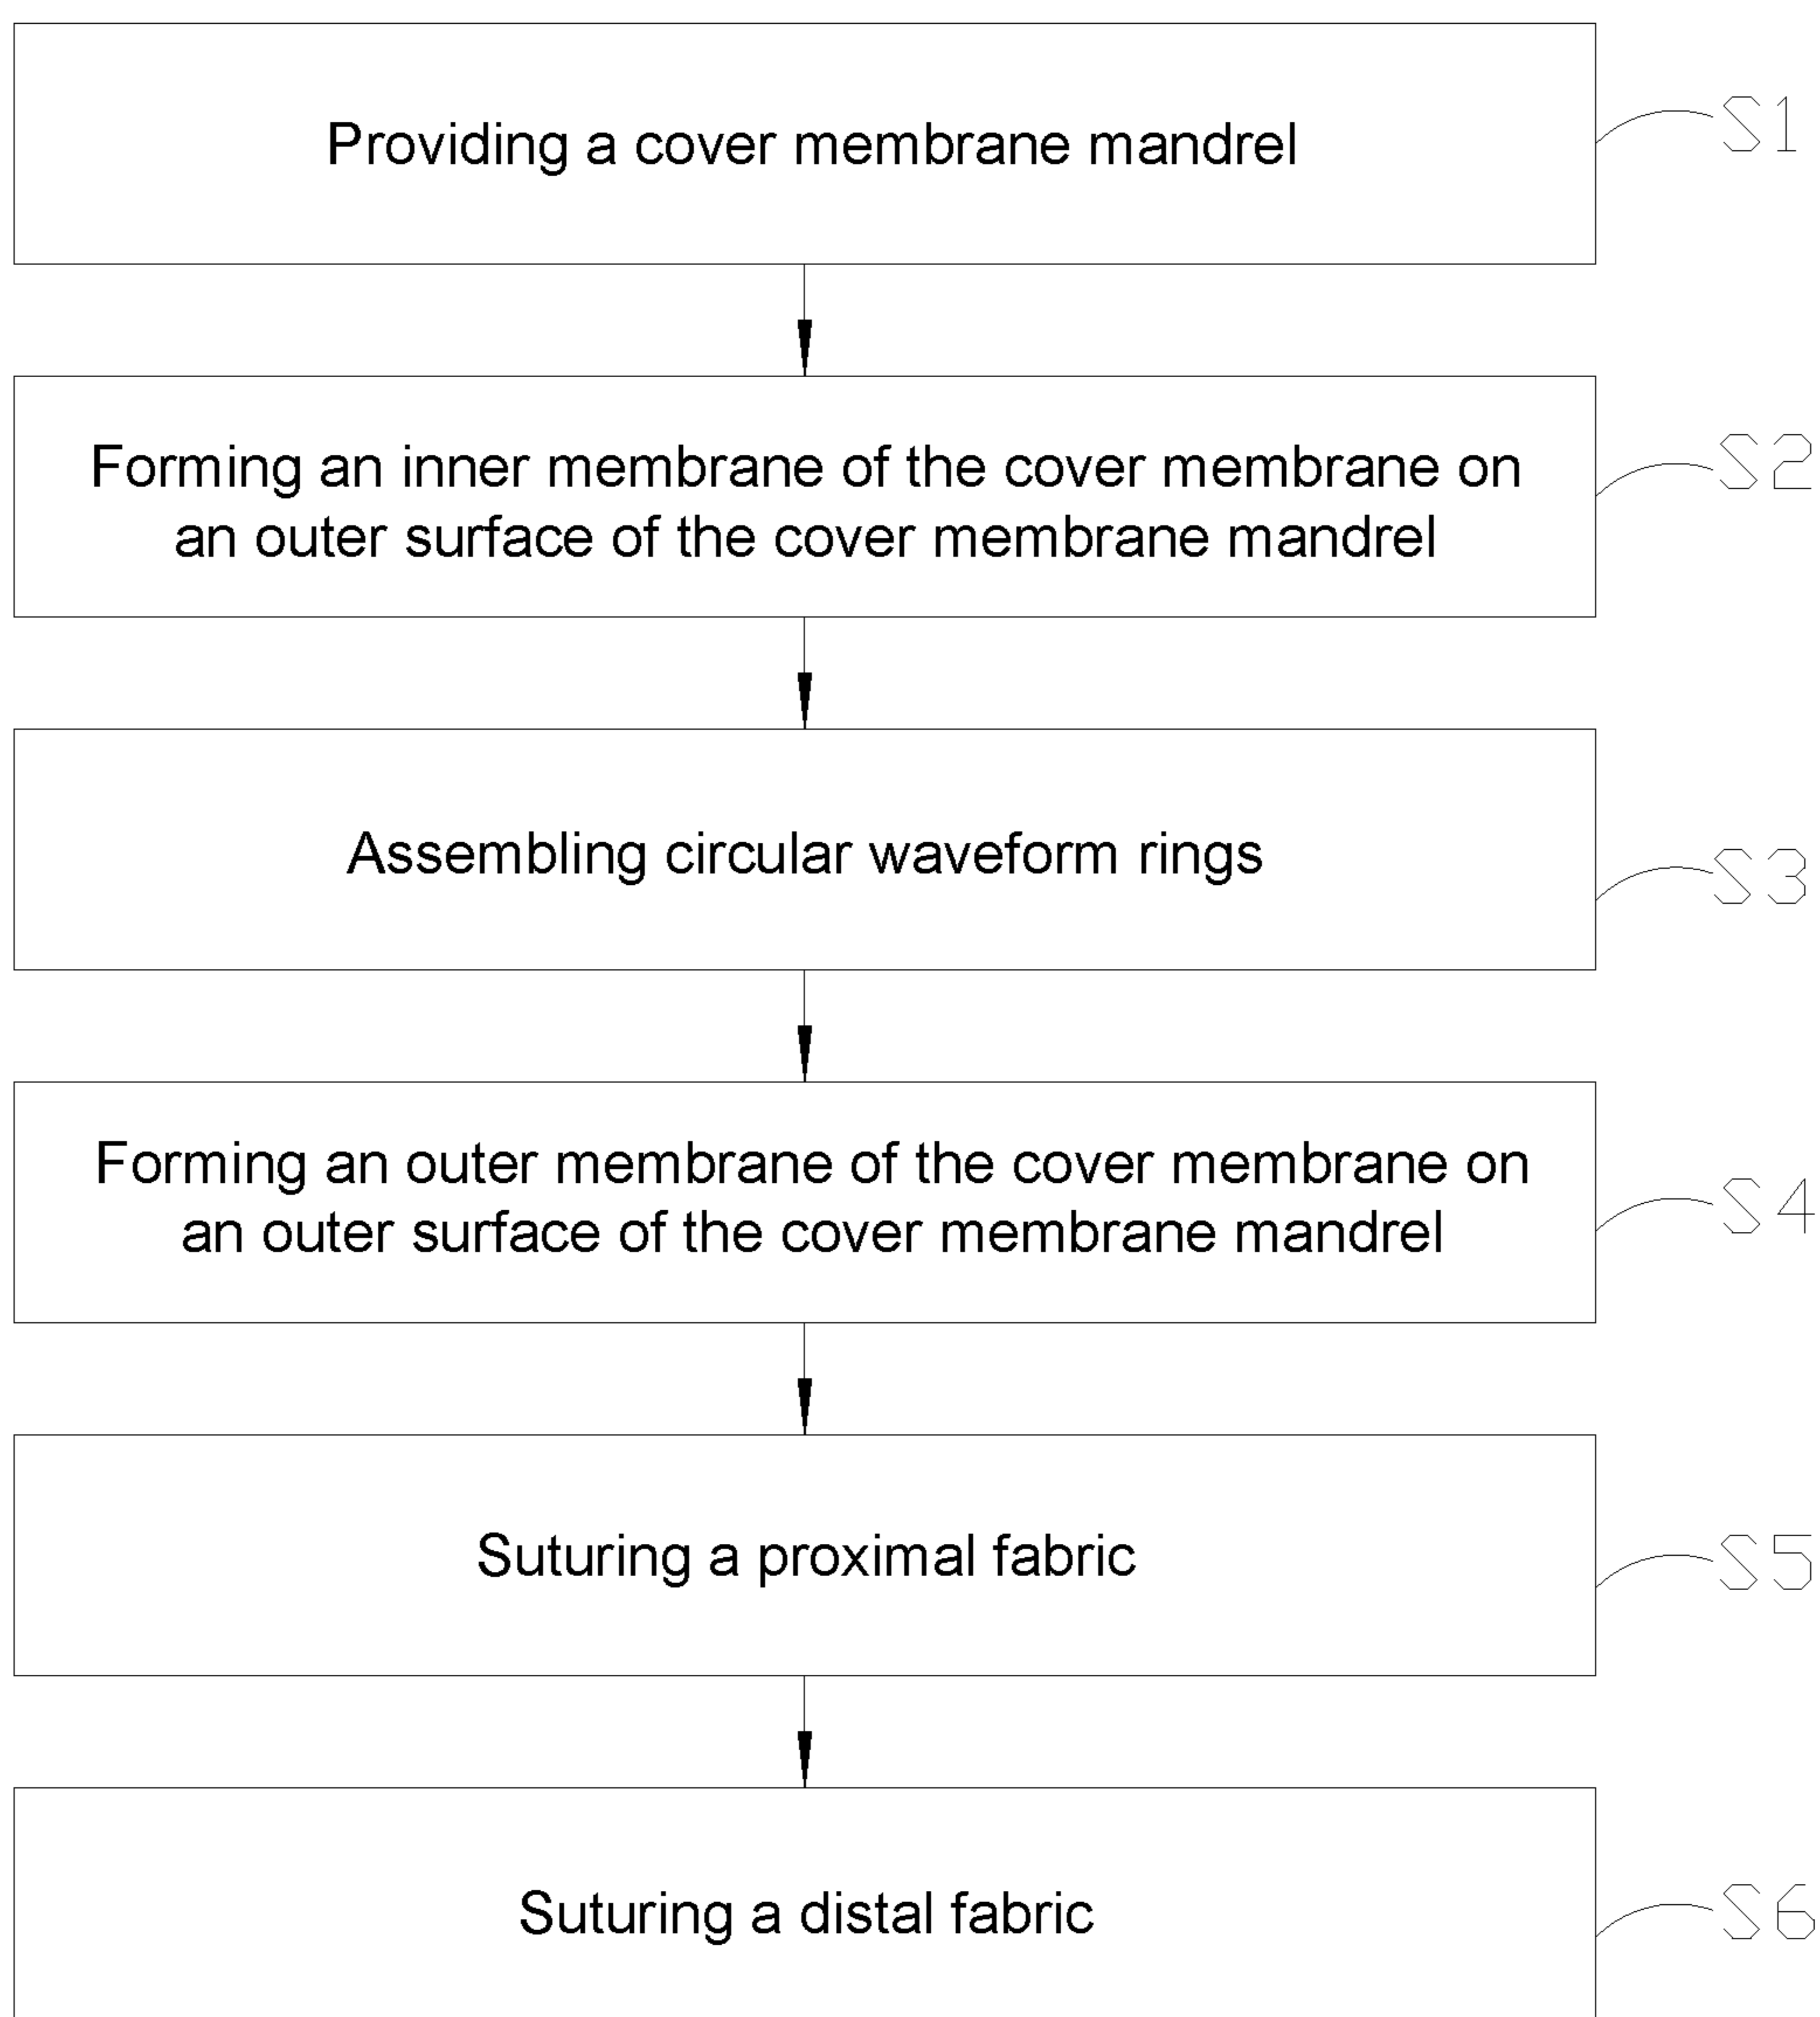 Providing a cover membrane mandrel
S1
Forming an inner membrane of the cover membrane on
an outer surface of the cover membrane mandrel
S2
Assembling circular waveform rings
S3
Forming an outer membrane of the cover membrane on
an outer surface of the cover membrane mandrel
S4
Suturing a proximal fabric
S5
Suturing a distal fabric
S6